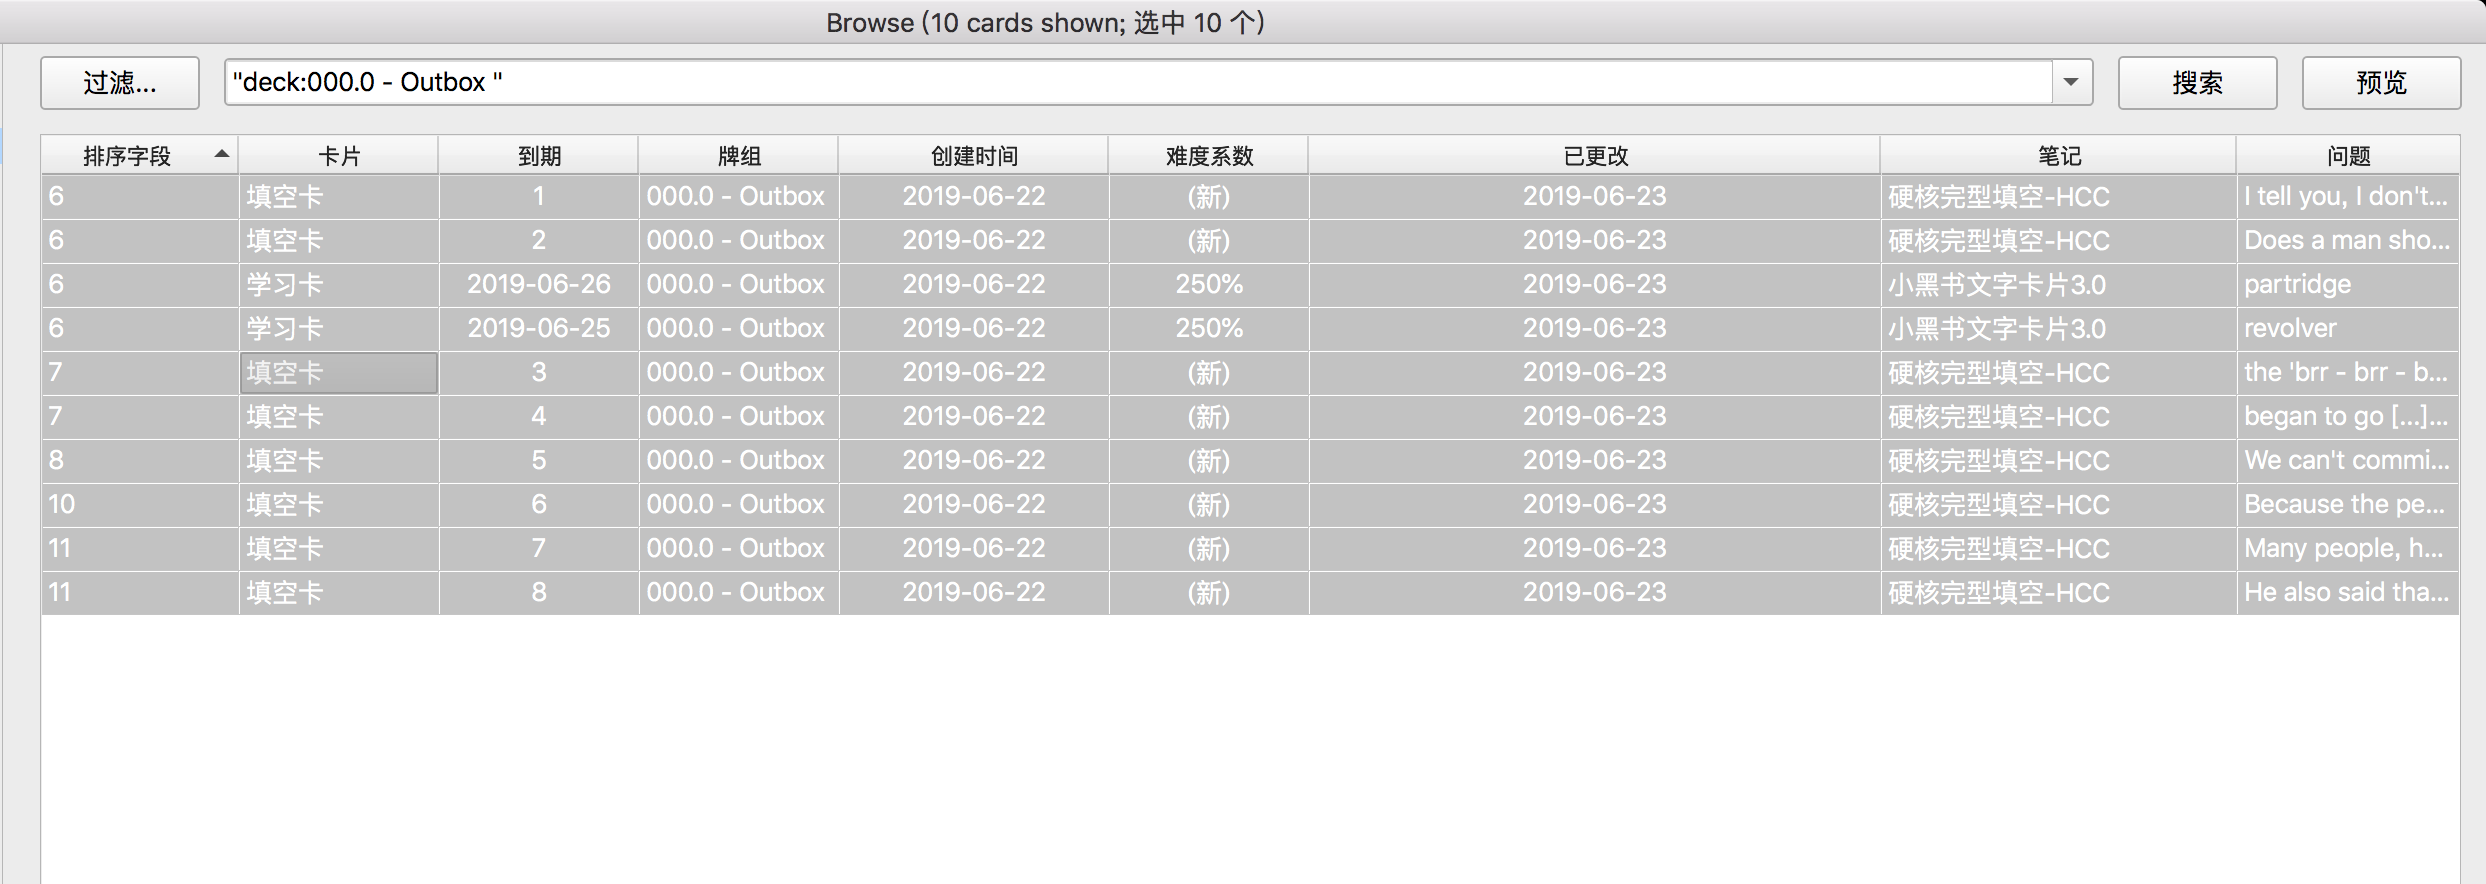 Browse (10 cards shown; 选中 10 个)
过滤... "deck:000.0 - Outbox " 搜索 预览
排序字段 卡片 到期 牌组 创建时间 难度系数 已更改 笔记 问题
6 填空卡 1 000.0 - Outbox 2019-06-22 (新) 2019-06-23 硬核完型填空-HCC I tell you, I don't...
6 填空卡 2 000.0 - Outbox 2019-06-22 (新) 2019-06-23 硬核完型填空-HCC Does a man sho...
6 学习卡 2019-06-26 000.0 - Outbox 2019-06-22 250% 2019-06-23 小黑书文字卡片3.0 partridge
6 学习卡 2019-06-25 000.0 - Outbox 2019-06-22 250% 2019-06-23 小黑书文字卡片3.0 revolver
7 填空卡 3 000.0 - Outbox 2019-06-22 (新) 2019-06-23 硬核完型填空-HCC the 'brr - brr - b...
7 填空卡 4 000.0 - Outbox 2019-06-22 (新) 2019-06-23 硬核完型填空-HCC began to go [...]...
8 填空卡 5 000.0 - Outbox 2019-06-22 (新) 2019-06-23 硬核完型填空-HCC We can't commi...
10 填空卡 6 000.0 - Outbox 2019-06-22 (新) 2019-06-23 硬核完型填空-HCC Because the pe...
11 填空卡 7 000.0 - Outbox 2019-06-22 (新) 2019-06-23 硬核完型填空-HCC Many people, h...
11 填空卡 8 000.0 - Outbox 2019-06-22 (新) 2019-06-23 硬核完型填空-HCC He also said tha...